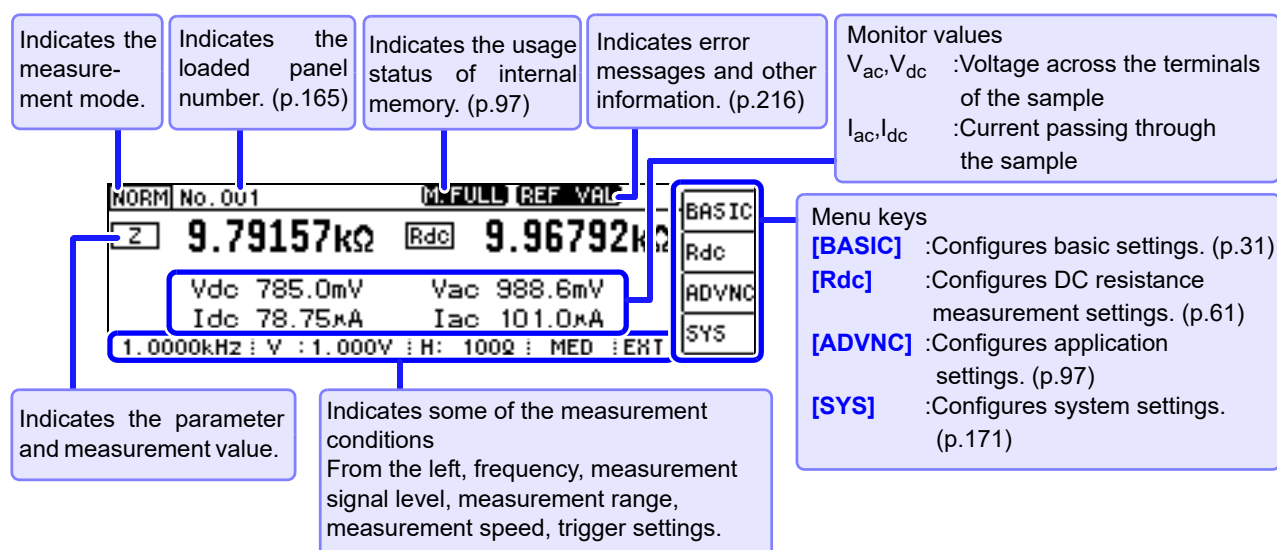 Indicates the
measure-
ment mode.
Indicates the
loaded panel
number. (p.165)
Indicates the usage
status of internal
memory. (p.97)
Indicates error
messages and other
information. (p.216)
Monitor values
Vac,Vdc :Voltage across the terminals
of the sample
Iac,Idc :Current passing through
the sample
NORM No.001 M.FULL REF VAL
Z 9.79157kΩ Rdc 9.96792kΩ
Vdc 785.0mV Vac 988.6mV
Idc 78.75μA Iac 101.0μA
1.0000kHz V :1.000V H: 100Ω MED EXT
BASIC
Rdc
ADVNC
SYS
Menu keys
[BASIC] :Configures basic settings. (p.31)
[Rdc] :Configures DC resistance
measurement settings. (p.61)
[ADVNC] :Configures application
settings. (p.97)
[SYS] :Configures system settings.
(p.171)
Indicates the parameter
and measurement value.
Indicates some of the measurement
conditions
From the left, frequency, measurement
signal level, measurement range,
measurement speed, trigger settings.